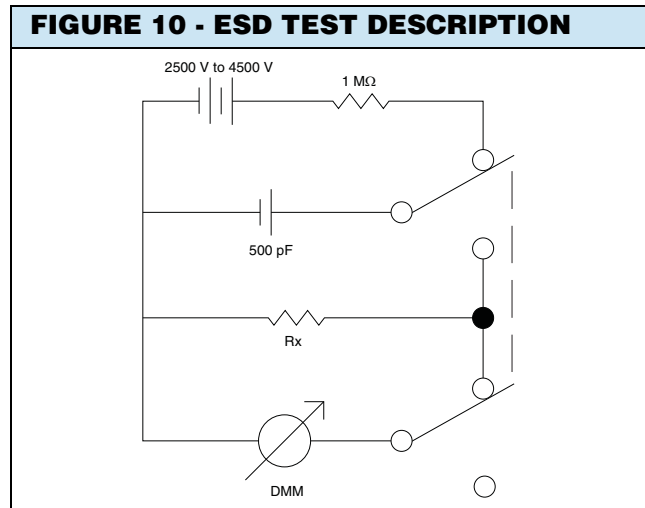 FIGURE 10 - ESD TEST DESCRIPTION
2500 V to 4500 V
1 MΩ
500 pF
Rx
DMM